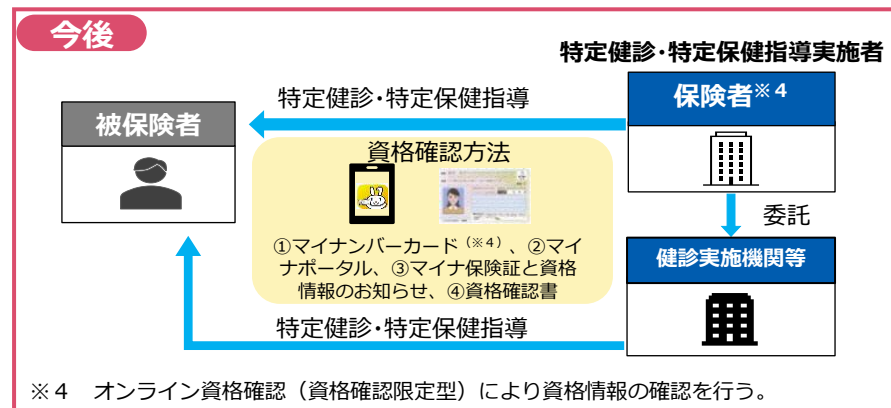 今後
特定健診・特定保健指導実施者
特定健診・特定保健指導
保険者※４
被保険者
資格確認方法
委託
①マイナンバーカード（※４）、②マイ
ナポータル、③マイナ保険証と資格
情報のお知らせ、④資格確認書
健診実施機関等
特定健診・特定保健指導
※４　オンライン資格確認（資格確認限定型）により資格情報の確認を行う。